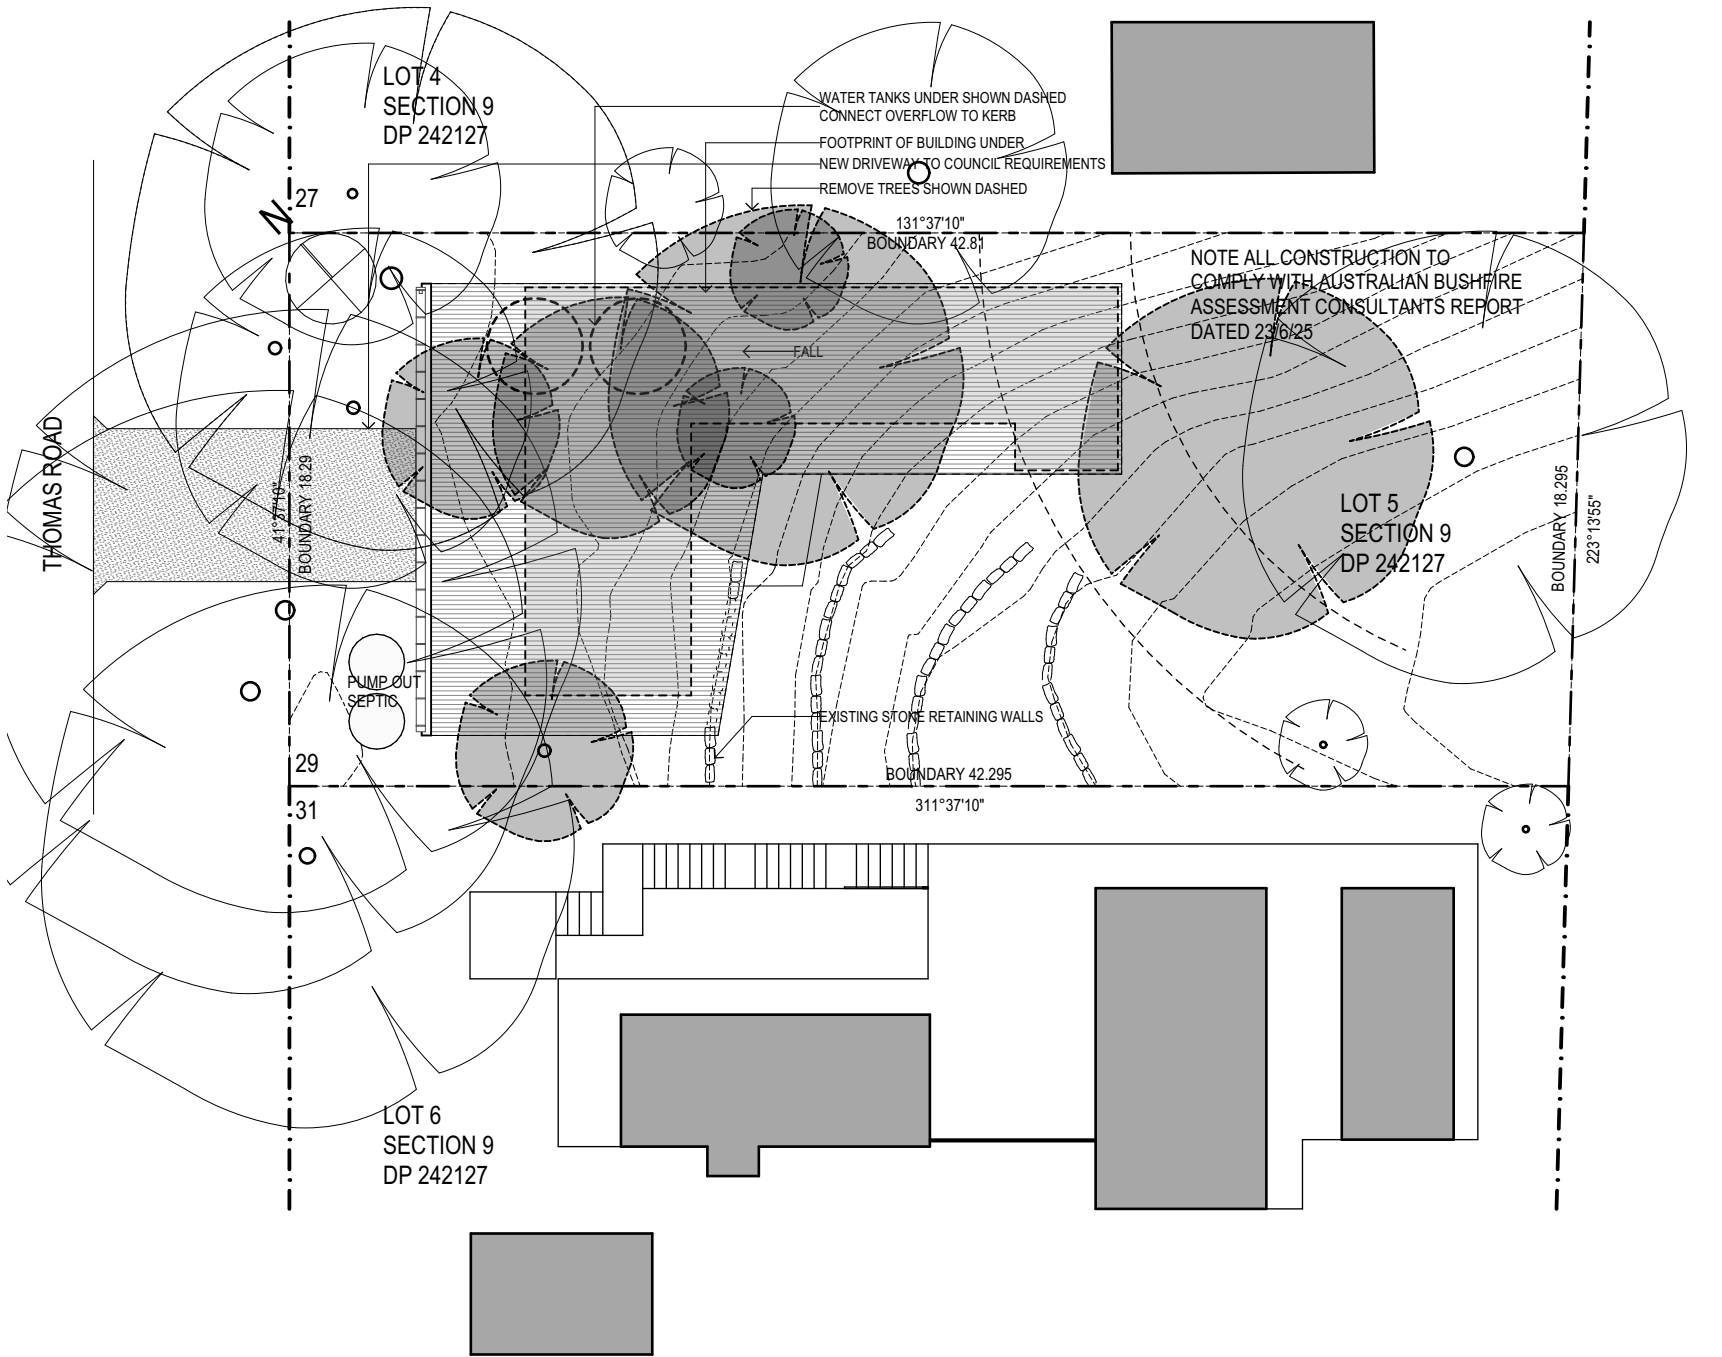 LOT 4
SECTION 9
DP 242127
WATER TANKS UNDER SHOWN DASHED
CONNECT OVERFLOW TO KERB
FOOTPRINT OF BUILDING UNDER
NEW DRIVEWAY TO COUNCIL REQUIREMENTS
REMOVE TREES SHOWN DASHED
27
N
131°37'10"
BOUNDARY 42.81
NOTE ALL CONSTRUCTION TO
COMPLY WITH AUSTRALIAN BUSHFIRE
ASSESSMENT CONSULTANTS REPORT
DATED 23/6/25
FALL
THOMAS ROAD
41°37'10"
BOUNDARY 18.29
LOT 5
SECTION 9
DP 242127
BOUNDARY 18.295
223°13'55"
PUMP OUT
SEPTIC
EXISTING STONE RETAINING WALLS
29
BOUNDARY 42.295
31
311°37'10"
LOT 6
SECTION 9
DP 242127